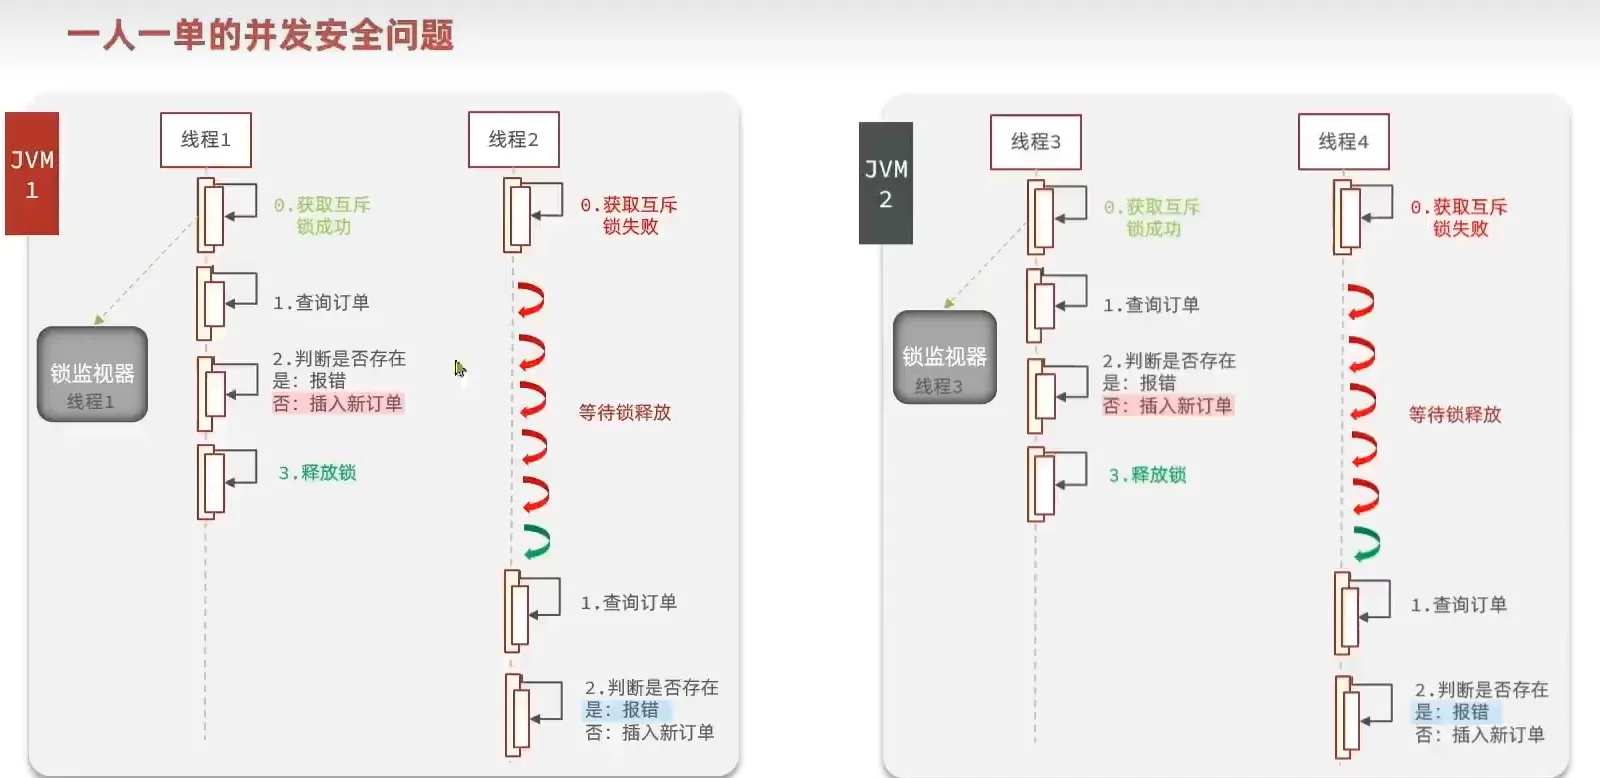 一人一单的并发安全问题
JVM
1
线程1
线程2
0.获取互斥
锁成功
0.获取互斥
锁失败
1.查询订单
锁监视器
线程1
2.判断是否存在
是：报错
否：插入新订单
等待锁释放
3.释放锁
1.查询订单
2.判断是否存在
是：报错
否：插入新订单
JVM
2
线程3
线程4
0.获取互斥
锁成功
0.获取互斥
锁失败
1.查询订单
锁监视器
线程3
2.判断是否存在
是：报错
否：插入新订单
等待锁释放
3.释放锁
1.查询订单
2.判断是否存在
是：报错
否：插入新订单